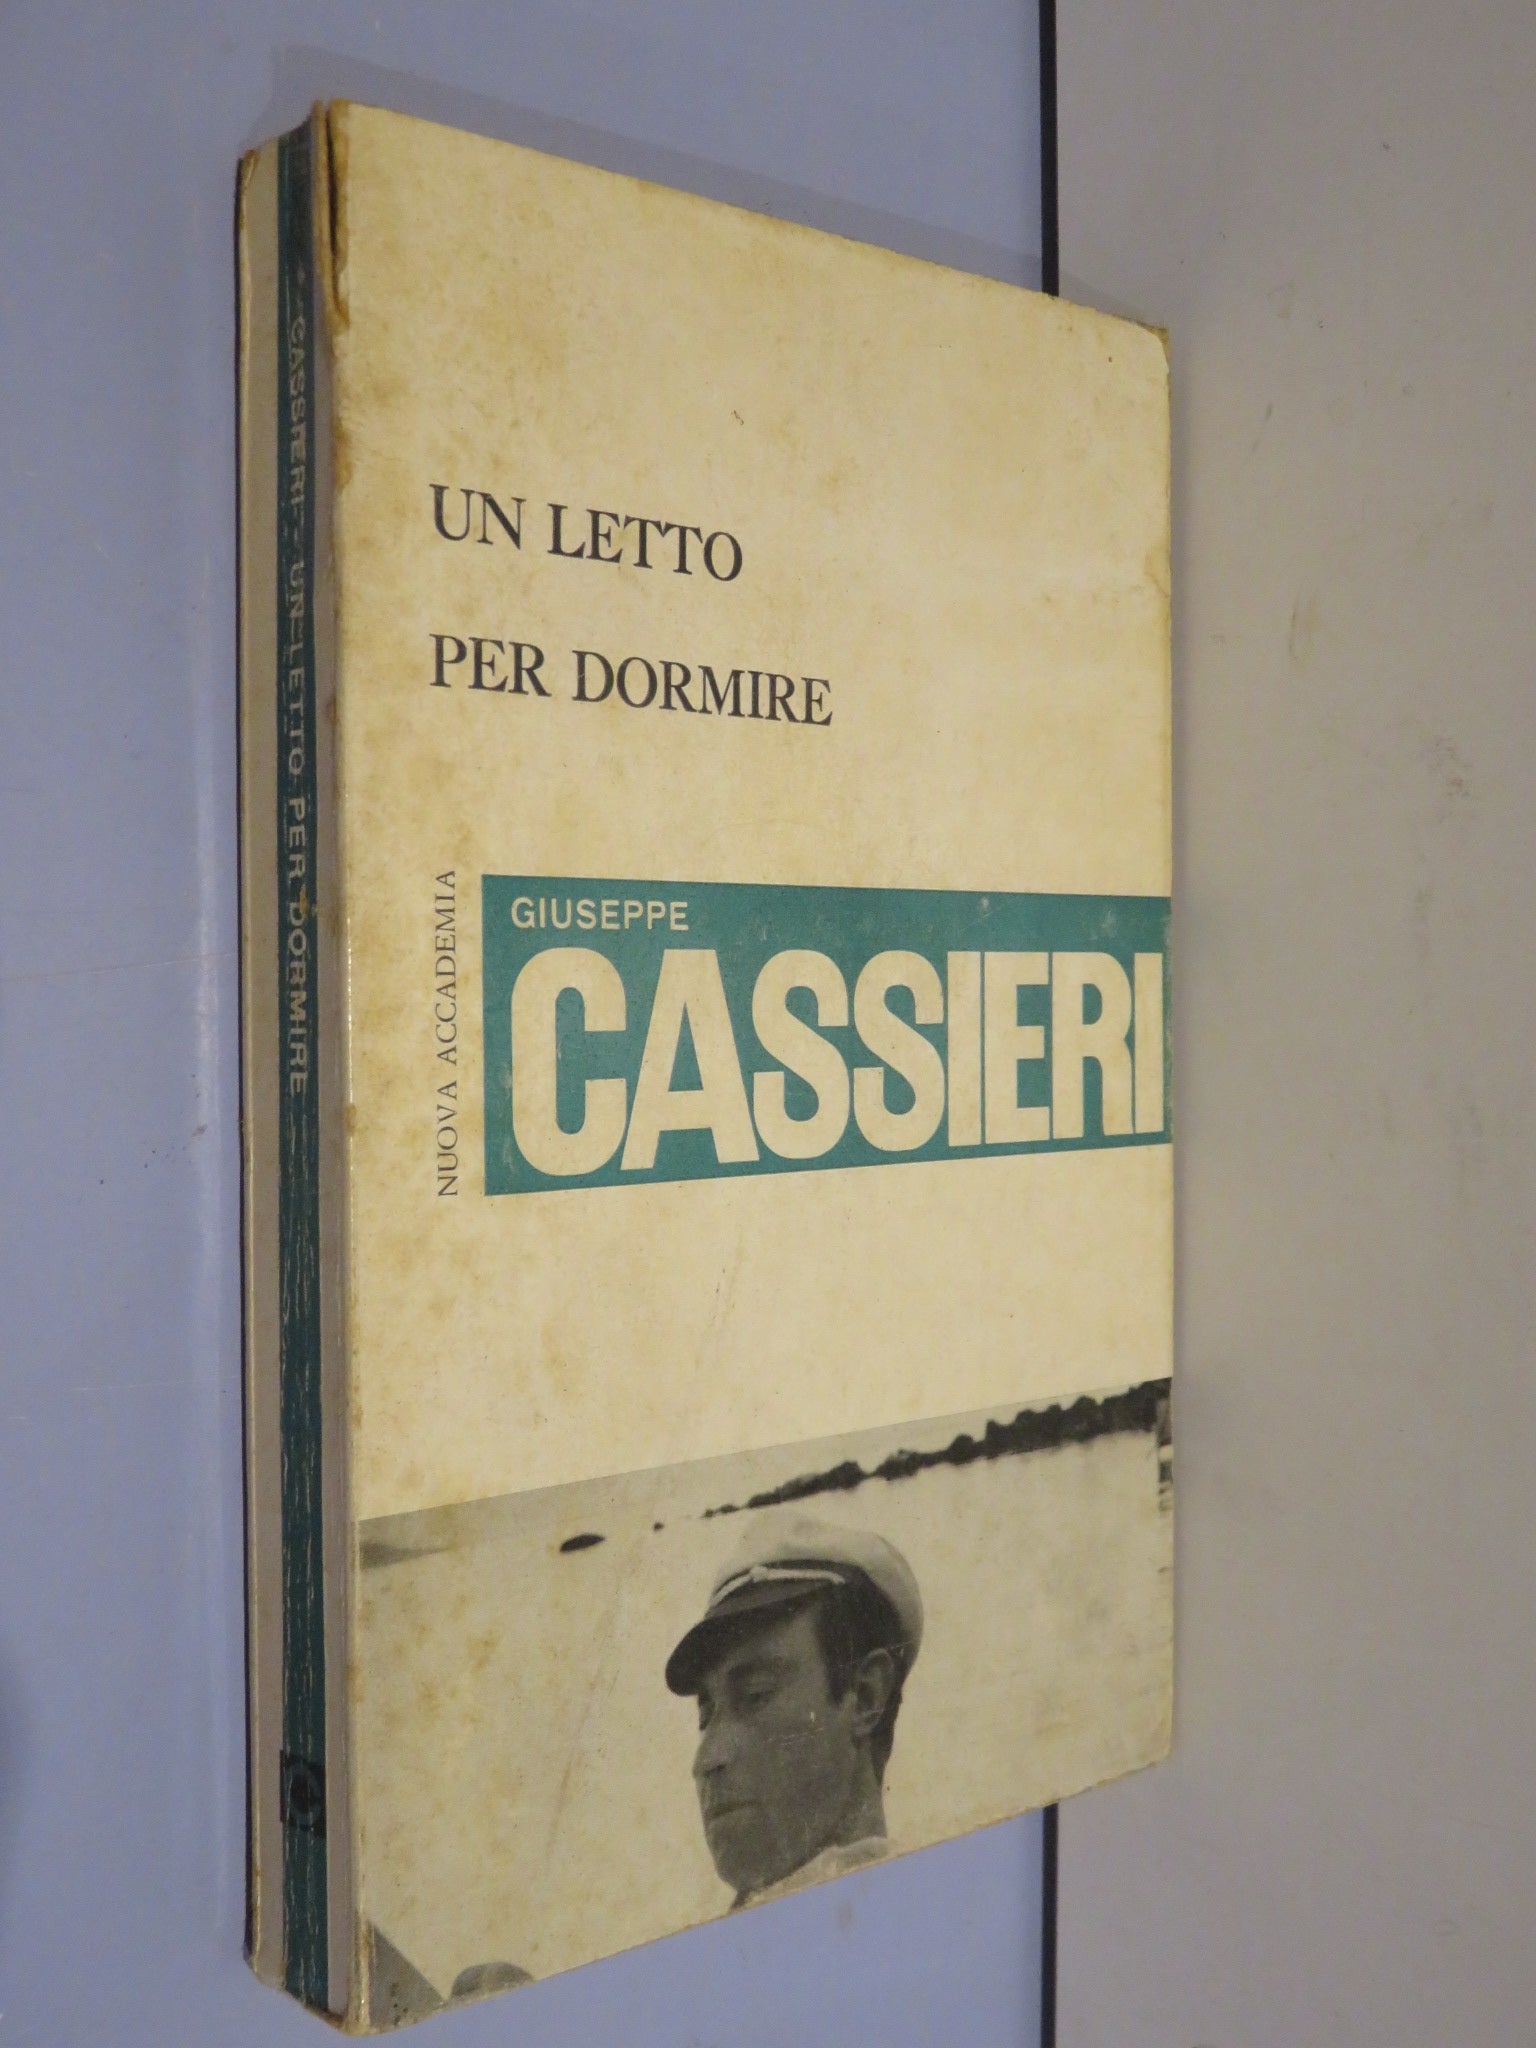 UN LETTO
PER DORMIRE
NUOVA ACCADEMIA
GIUSEPPE
CASSIERI
CASSIERI - UN LETTO PER DORMIRE